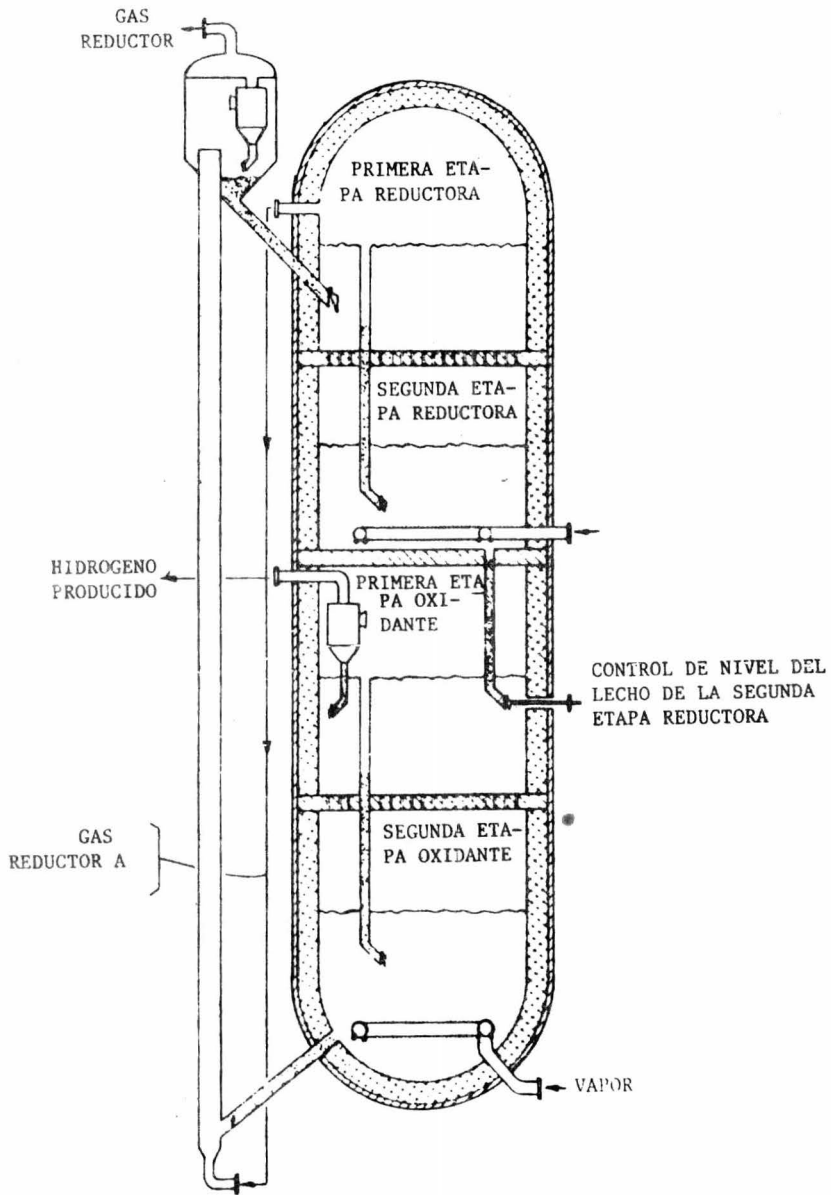 GAS
REDUCTOR
PRIMERA ETA-
PA REDUCTORA
SEGUNDA ETA-
PA REDUCTORA
HIDROGENO
PRODUCIDO
PRIMERA ETA
PA OXI-
DANTE
CONTROL DE NIVEL DEL
LECHO DE LA SEGUNDA
ETAPA REDUCTORA
GAS
REDUCTOR A
SEGUNDA ETA-
PA OXIDANTE
VAPOR